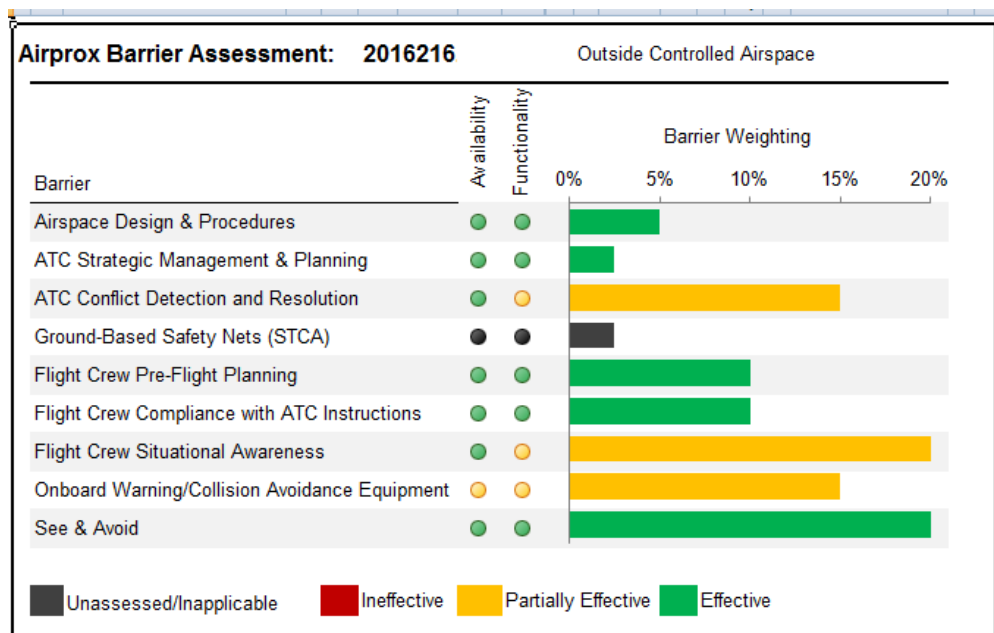 Airprox Barrier Assessment: 2016216 Outside Controlled Airspace
Availability
Functionality
Barrier Weighting
Barrier
0% 5% 10% 15% 20%
Airspace Design & Procedures
ATC Strategic Management & Planning
ATC Conflict Detection and Resolution
Ground-Based Safety Nets (STCA)
Flight Crew Pre-Flight Planning
Flight Crew Compliance with ATC Instructions
Flight Crew Situational Awareness
Onboard Warning/Collision Avoidance Equipment
See & Avoid
Unassessed/Inapplicable Ineffective Partially Effective Effective